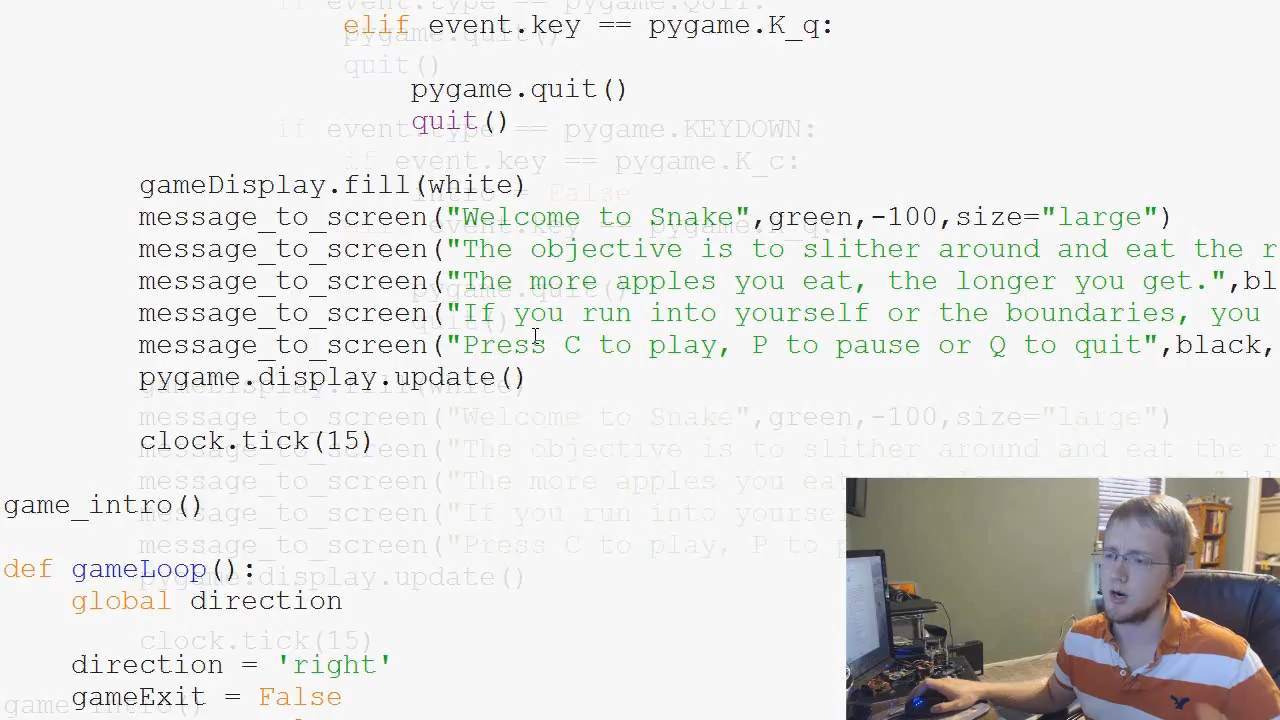 elif event.key == pygame.K_q:
pygame.quit()
quit()
gameDisplay.fill(white)
message_to_screen("Welcome to Snake",green,-100,size="large")
message_to_screen("The objective is to slither around and eat the r
message_to_screen("The more apples you eat, the longer you get.",bl
message_to_screen("If you run into yourself or the boundaries, you
message_to_screen("Press C to play, P to pause or Q to quit",black,
pygame.display.update()
clock.tick(15)
game_intro()
def gameLoop():
global direction
direction = 'right'
gameExit = False